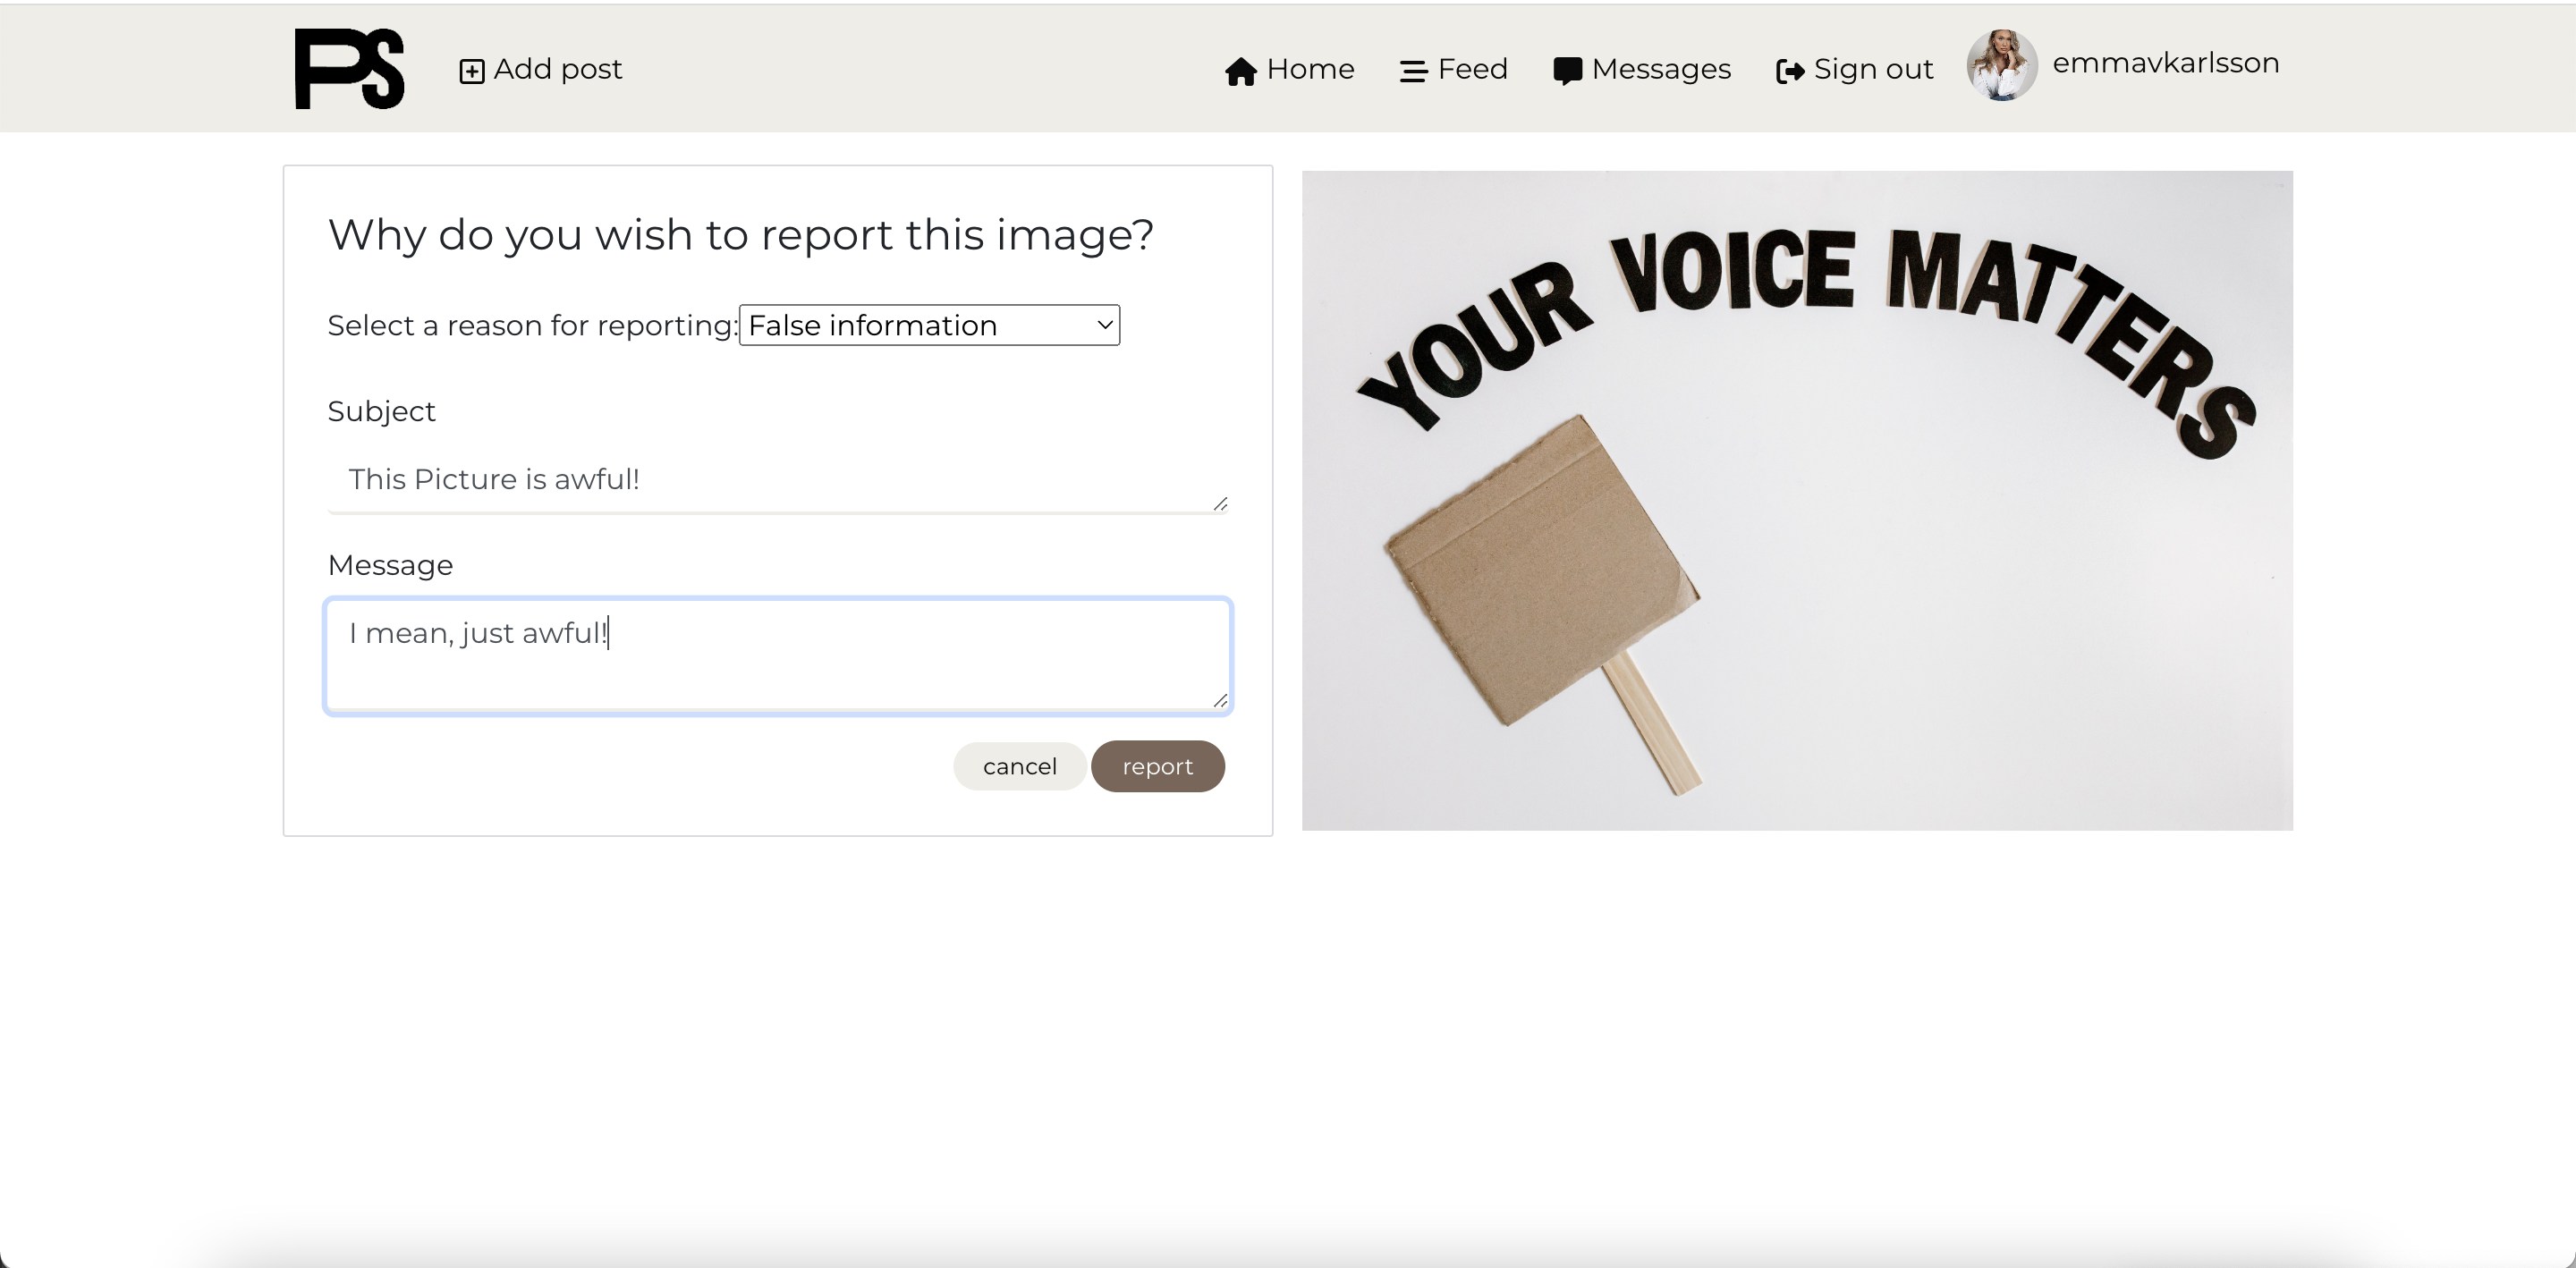 PS
Add post
Home
Feed
Messages
Sign out
emmavkarlsson
Why do you wish to report this image?
Select a reason for reporting: False information
Subject
This Picture is awful!
Message
I mean, just awful!
cancel
report
YOUR VOICE MATTERS